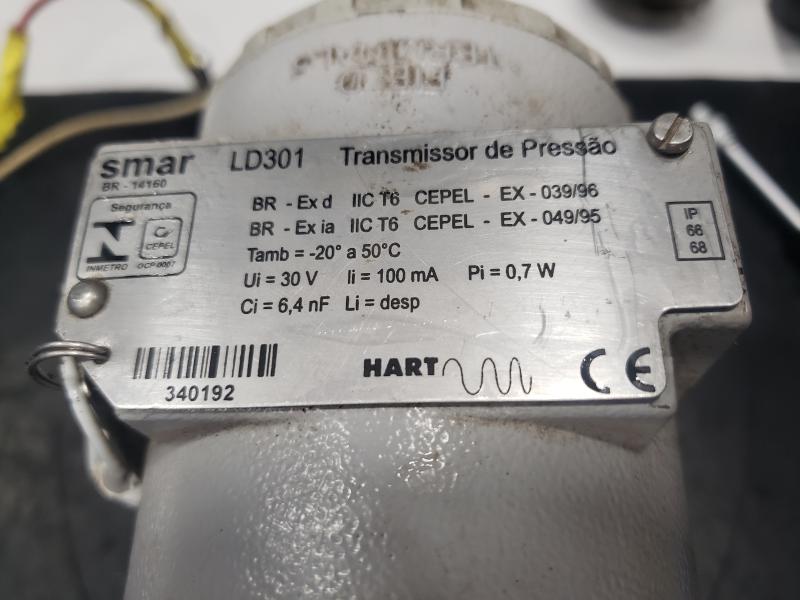 smar LD301 Transmissor de Pressão
BR - 14160
Segurança
CEPEL
INMETRO OCP 0007
BR - Ex d IIC T6 CEPEL - EX - 039/96
BR - Ex ia IIC T6 CEPEL - EX - 049/95
Tamb = -20° a 50°C
Ui = 30 V Ii = 100 mA Pi = 0,7 W
Ci = 6,4 nF Li = desp
IP
66
68
340192
HART
CE